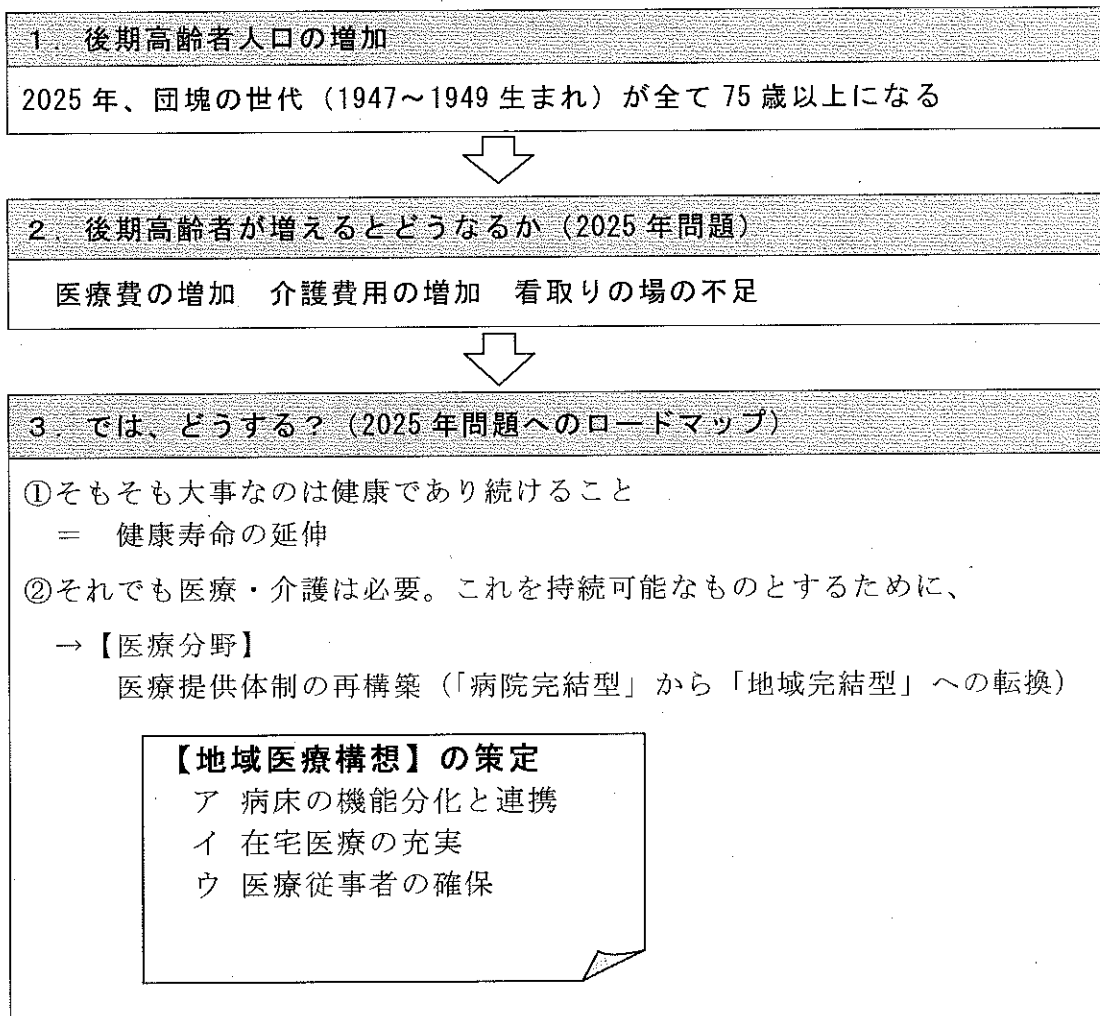 １．後期高齢者人口の増加
2025年、団塊の世代（1947～1949生まれ）が全て75歳以上になる
２．後期高齢者が増えるとどうなるか（2025年問題）
医療費の増加　介護費用の増加　看取りの場の不足
３．では、どうする？（2025年問題へのロードマップ）
①そもそも大事なのは健康であり続けること
＝　健康寿命の延伸
②それでも医療・介護は必要。これを持続可能なものとするために、
→【医療分野】
医療提供体制の再構築（「病院完結型」から「地域完結型」への転換）
【地域医療構想】の策定
ア 病床の機能分化と連携
イ 在宅医療の充実
ウ 医療従事者の確保